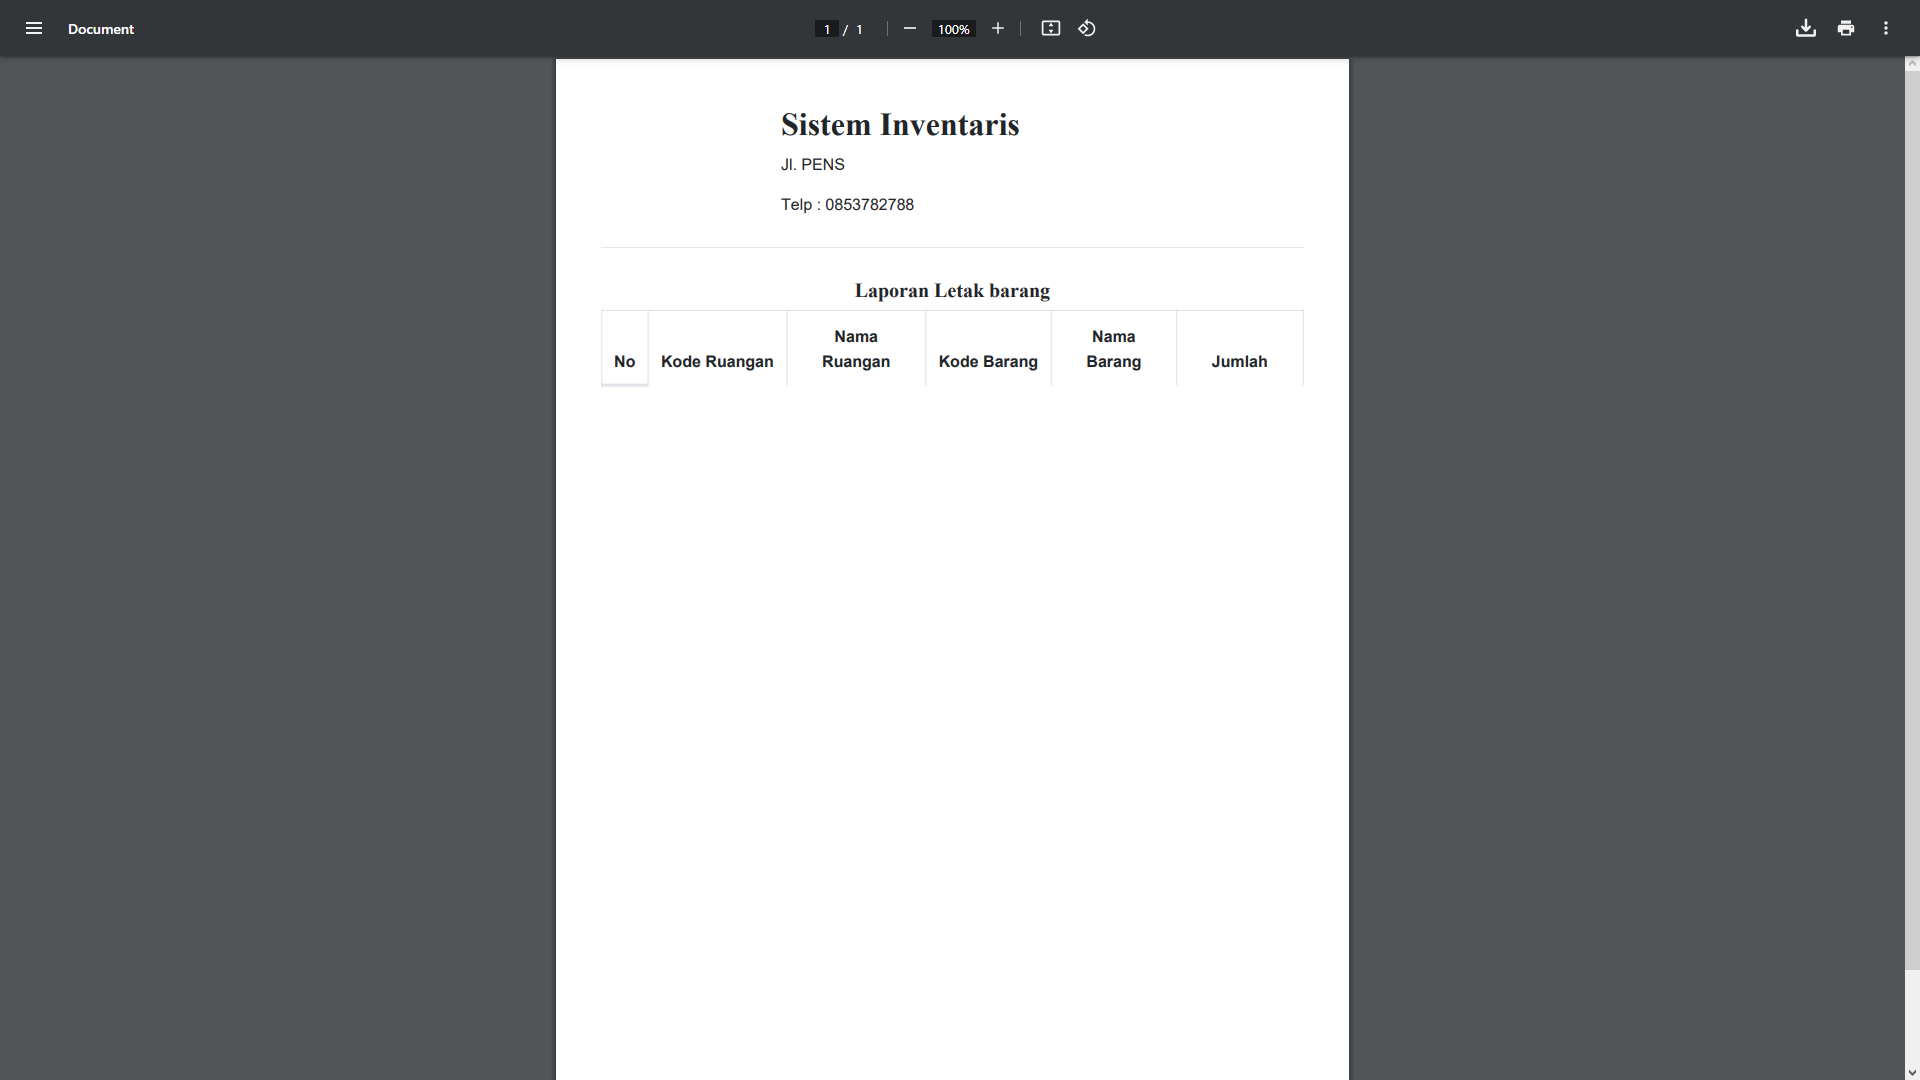 Document
1 / 1
100%
Sistem Inventaris
Jl. PENS
Telp : 0853782788
Laporan Letak barang
No
Kode Ruangan
Nama
Ruangan
Kode Barang
Nama
Barang
Jumlah